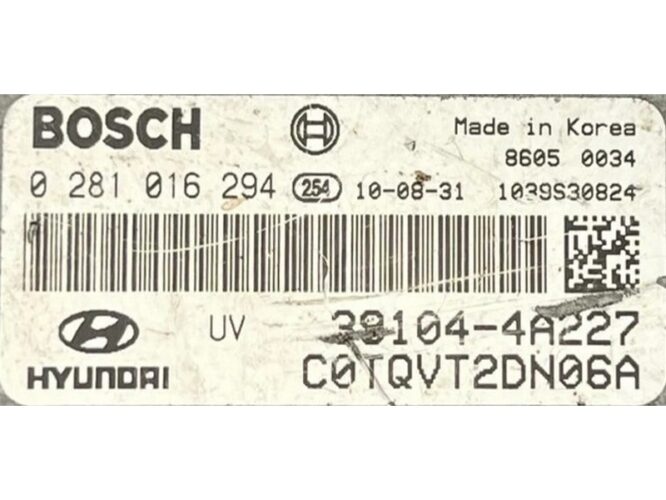 BOSCH Made in Korea
8605 0034
0 281 016 294 254 10-08-31 1039S30824
HYUNDAI UV 39104-4A227
C0TQVT2DN06A